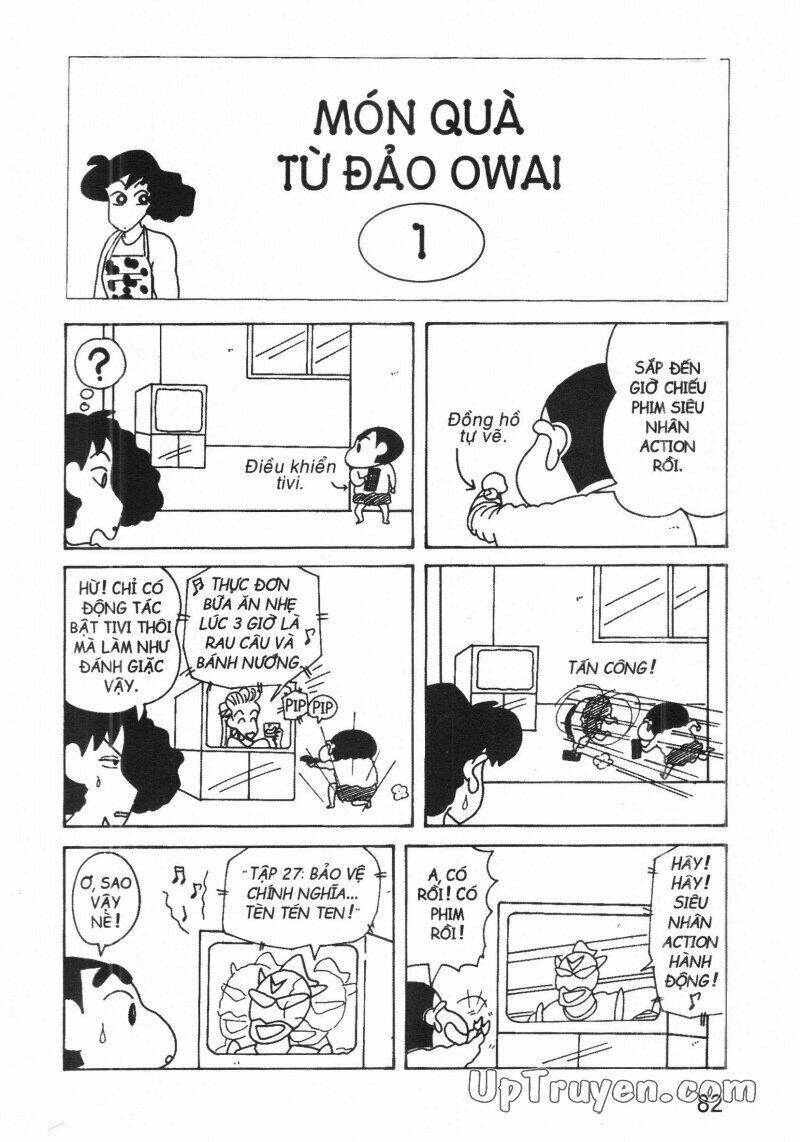 MÓN QUÀ
TỪ ĐẢO OWAI
1
SẮP ĐẾN
GIỜ CHIẾU
PHIM SIÊU
NHÂN
ACTION
RỒI.
Đồng hồ
tự vẽ.
Điều khiển
tivi.
?
TẤN CÔNG!
THỰC ĐƠN
BỮA ĂN NHẸ
LÚC 3 GIỜ LÀ
RAU CÂU VÀ
BÁNH NƯỚNG.
PIP
PIP
HỪ! CHỈ CÓ
ĐỘNG TÁC
BẬT TIVI THÔI
MÀ LÀM NHƯ
ĐÁNH GIẶC
VẬY.
HÂY!
HÂY!
SIÊU
NHÂN
ACTION
HÀNH
ĐỘNG!
A, CÓ
RỒI! CÓ
PHIM
RỒI!
"TẬP 27: BẢO VỆ
CHÍNH NGHĨA...
TÈN TÉN TEN!"
Ơ, SAO
VẬY
NÈ!
UPTRUYEN.COM
82